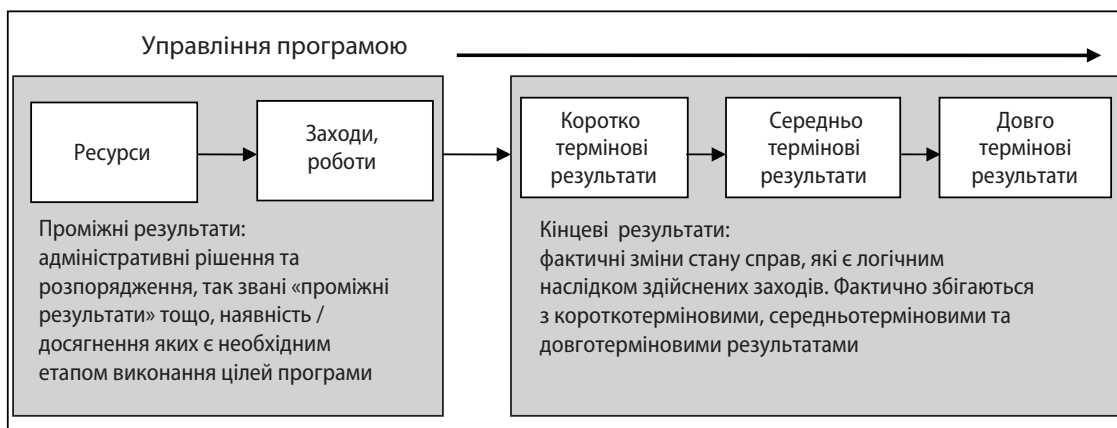 Управління програмою
Ресурси
Заходи,
роботи
Коротко
термінові
результати
Середньо
термінові
результати
Довго
термінові
результати
Проміжні результати:
адміністративні рішення та
розпорядження, так звані «проміжні
результати» тощо, наявність /
досягнення яких є необхідним
етапом виконання цілей програми
Кінцеві результати:
фактичні зміни стану справ, які є логічним
наслідком здійснених заходів. Фактично збігаються
з короткотерміновими, середньотерміновими та
довготерміновими результатами